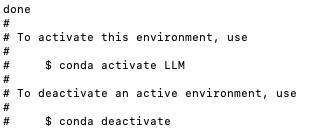 done
#
# To activate this environment, use
#
#     $ conda activate LLM
#
# To deactivate an active environment, use
#
#     $ conda deactivate